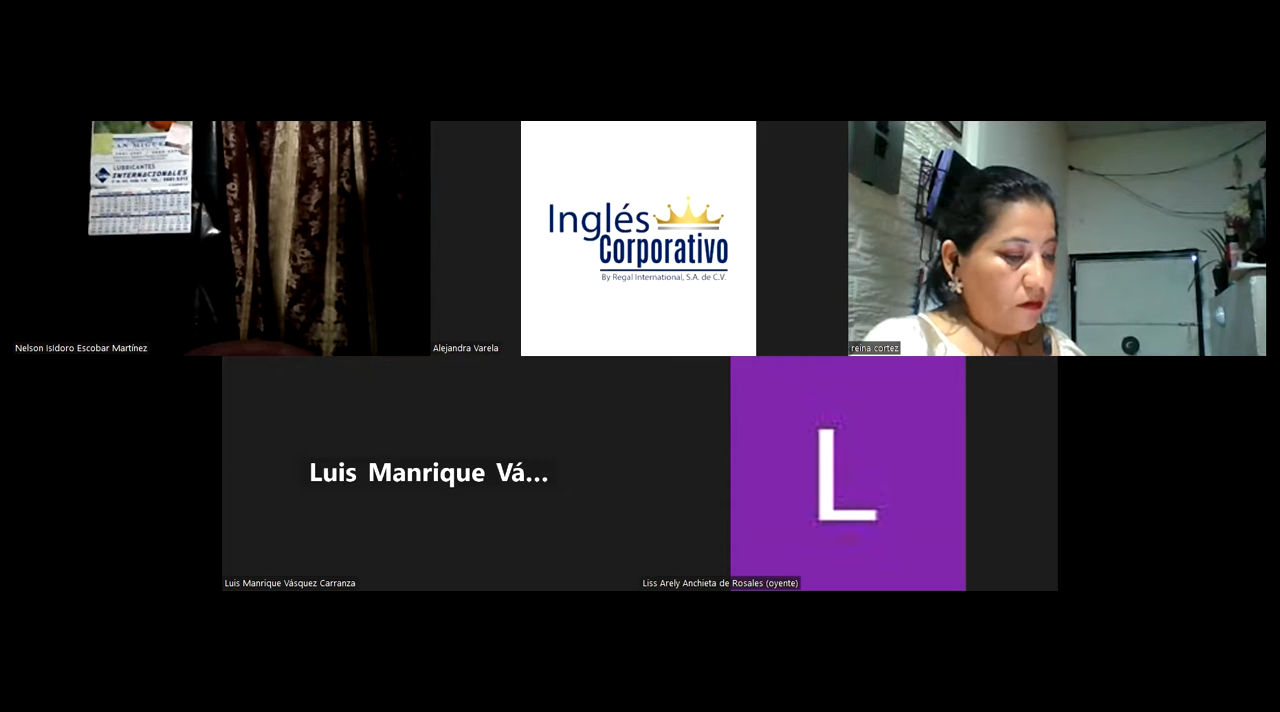 LUBRICANTES
INTERNACIONALES
Nelson IsIdoro Escobar Martínez
Inglés
Corporativo
By Regal International, S.A. de C.V.
Alejandra Varela
reina cortez
Luis Manrique Vá...
Luis Manrique Vásquez Carranza
L
Liss Arely Anchieta de Rosales (oyente)